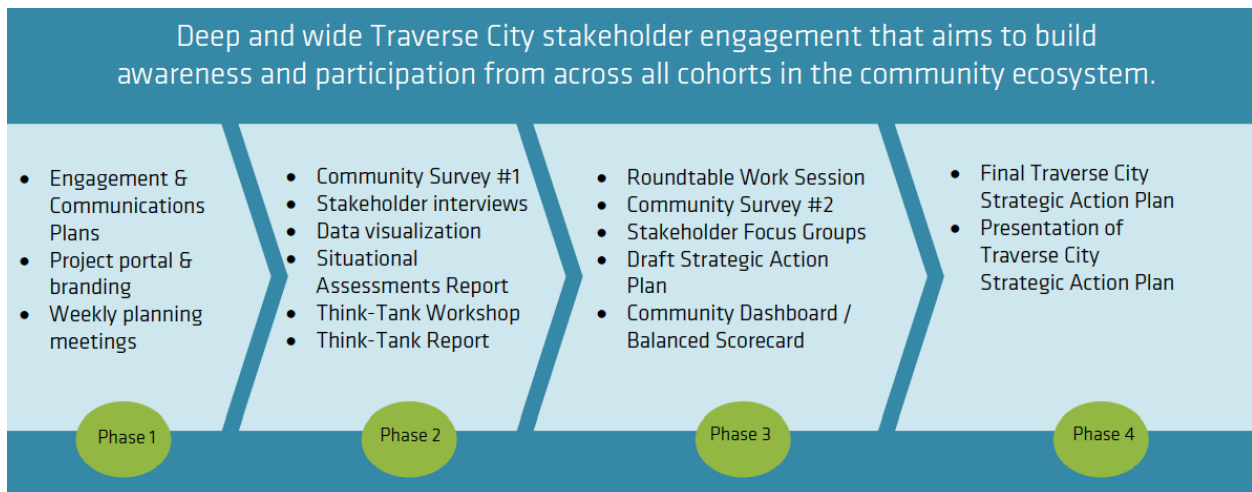 Deep and wide Traverse City stakeholder engagement that aims to build
awareness and participation from across all cohorts in the community ecosystem.
• Engagement &
Communications
Plans
• Project portal &
branding
• Weekly planning
meetings
Phase 1
• Community Survey #1
• Stakeholder interviews
• Data visualization
• Situational
Assessments Report
• Think-Tank Workshop
• Think-Tank Report
Phase 2
• Roundtable Work Session
• Community Survey #2
• Stakeholder Focus Groups
• Draft Strategic Action
Plan
• Community Dashboard /
Balanced Scorecard
Phase 3
• Final Traverse City
Strategic Action Plan
• Presentation of
Traverse City
Strategic Action Plan
Phase 4